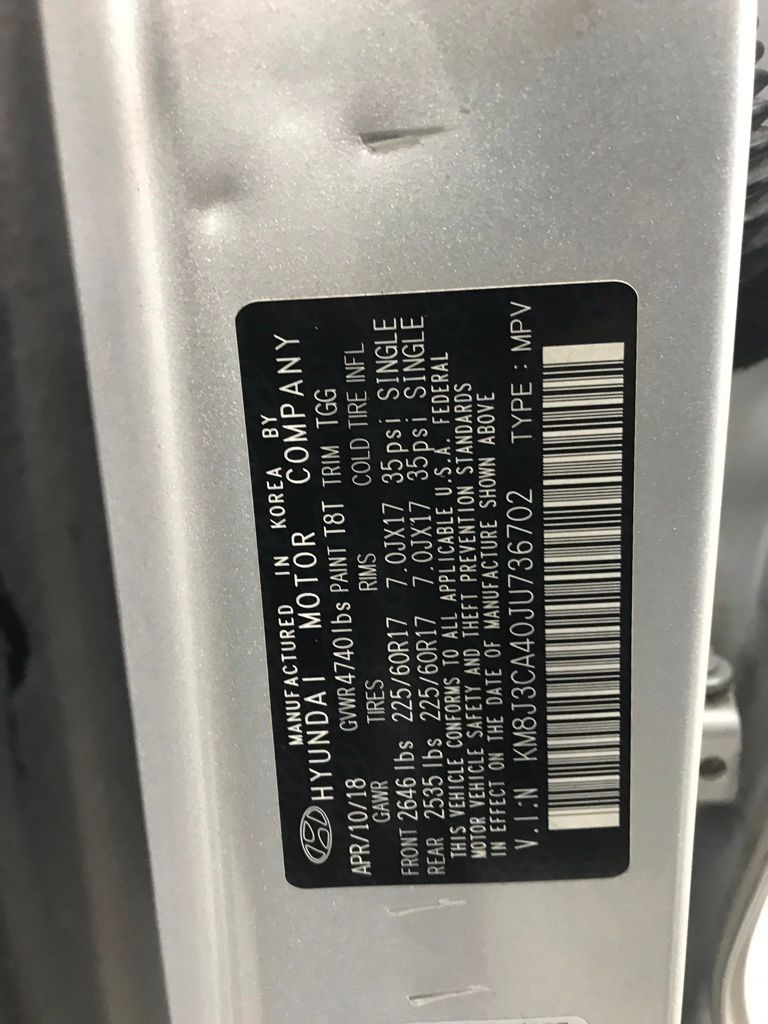 MANUFACTURED IN KOREA BY
HYUNDAI MOTOR COMPANY
APR/10/18 GVWR 4740 lbs PAINT T8T TRIM TGG
GAWR TIRES RIMS COLD TIRE INFL
FRONT 2646 lbs 225/60R17 7.0JX17 35psi SINGLE
REAR 2535 lbs 225/60R17 7.0JX17 35psi SINGLE
THIS VEHICLE CONFORMS TO ALL APPLICABLE U.S.A. FEDERAL
MOTOR VEHICLE SAFETY AND THEFT PREVENTION STANDARDS
IN EFFECT ON THE DATE OF MANUFACTURE SHOWN ABOVE
V.I:N KM8J3CA40JU736702 TYPE : MPV